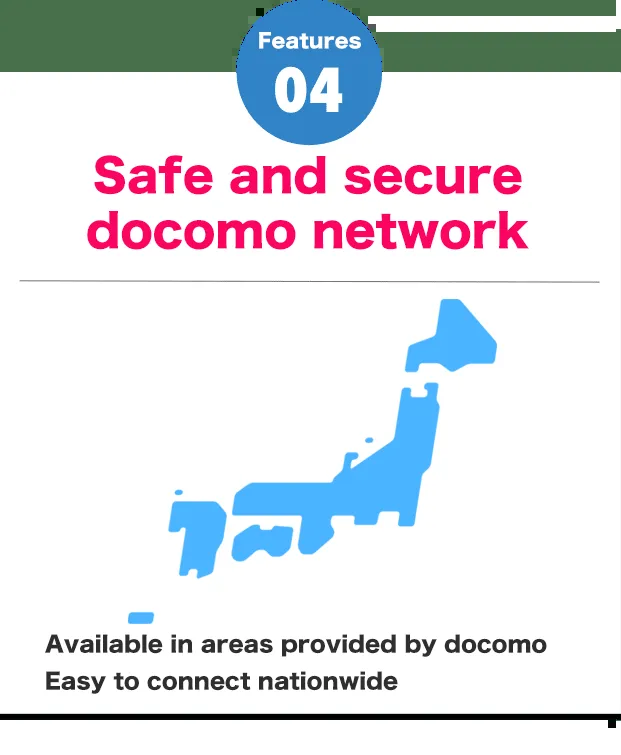 Features
04
Safe and secure
docomo network
Available in areas provided by docomo
Easy to connect nationwide